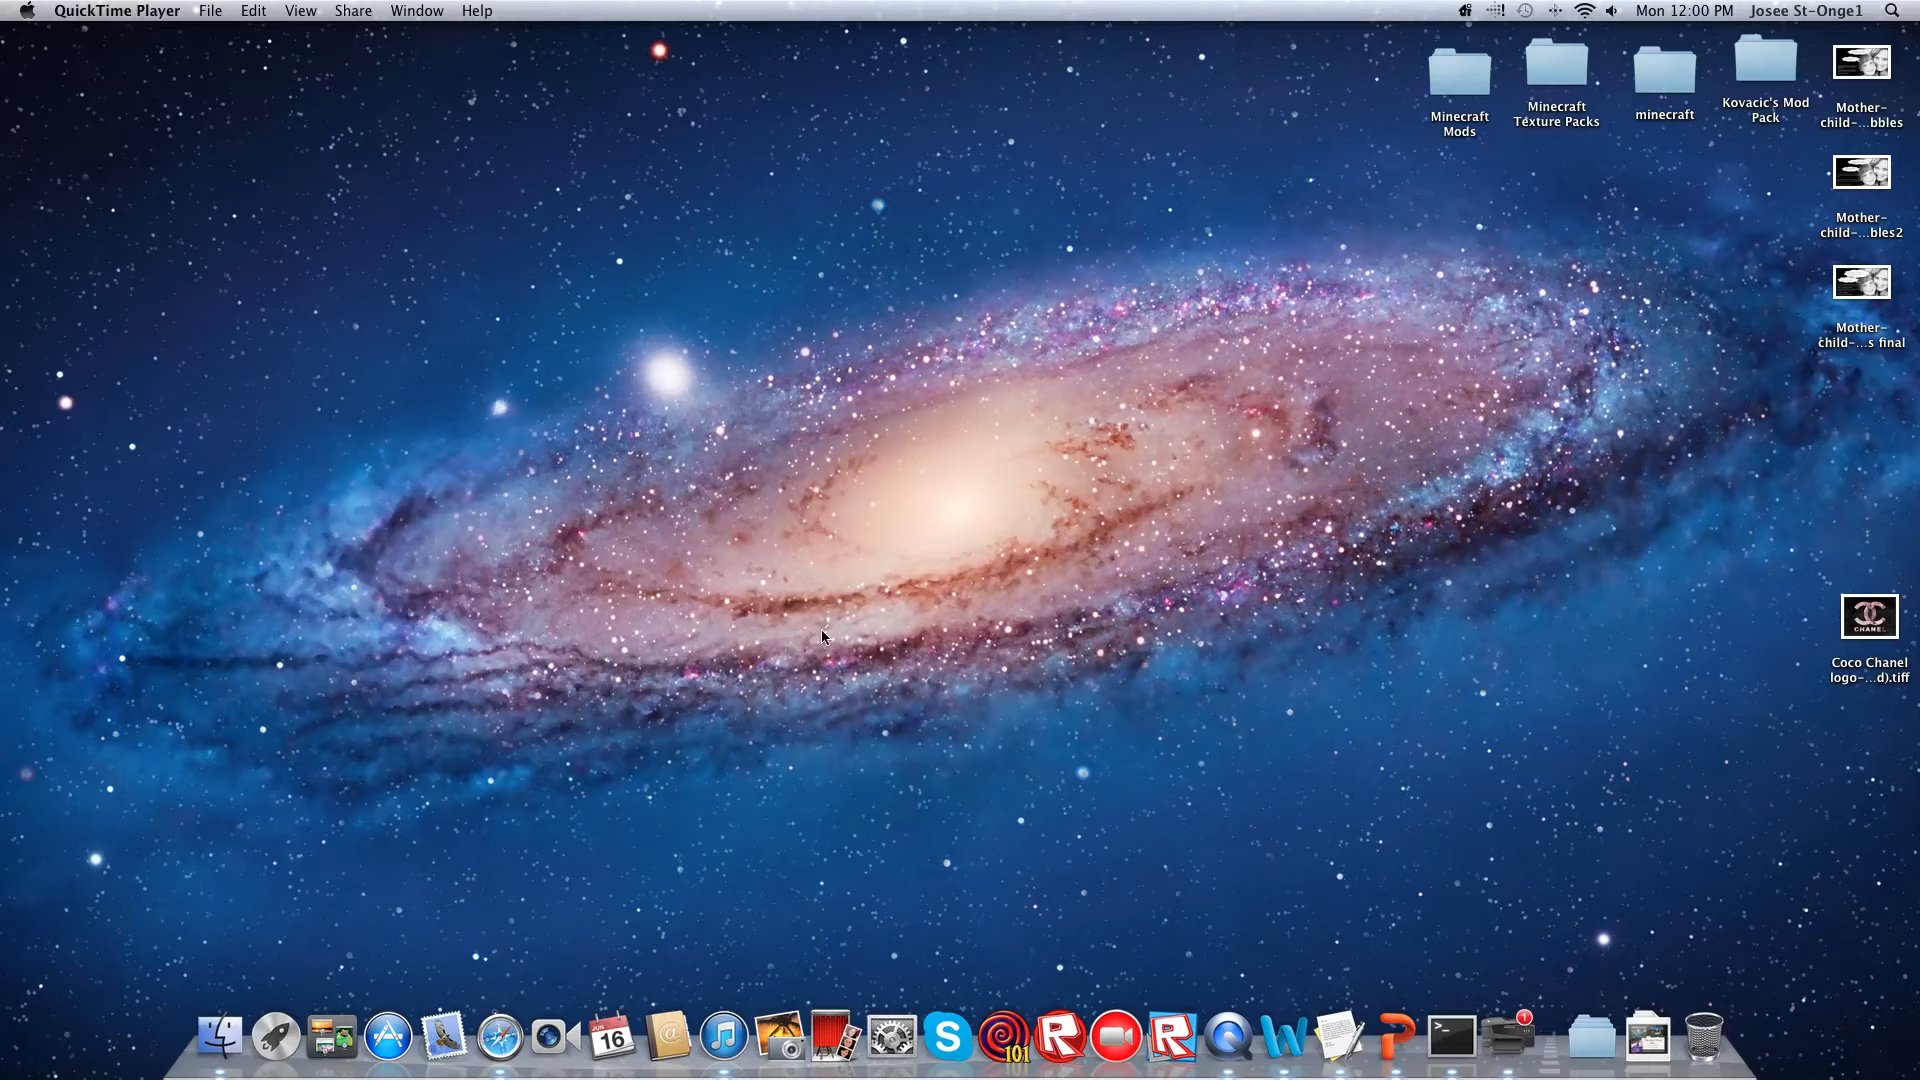 QuickTime Player File Edit View Share Window Help Mon 12:00 PM Josee St-Onge1
Minecraft
Mods
Minecraft
Texture Packs
minecraft
Kovacic's Mod
Pack
Mother-
child-...bbles
Mother-
child-...bles2
Mother-
child-...s final
CHANEL
Coco Chanel
logo-...d).tiff
JUN
16
101
1